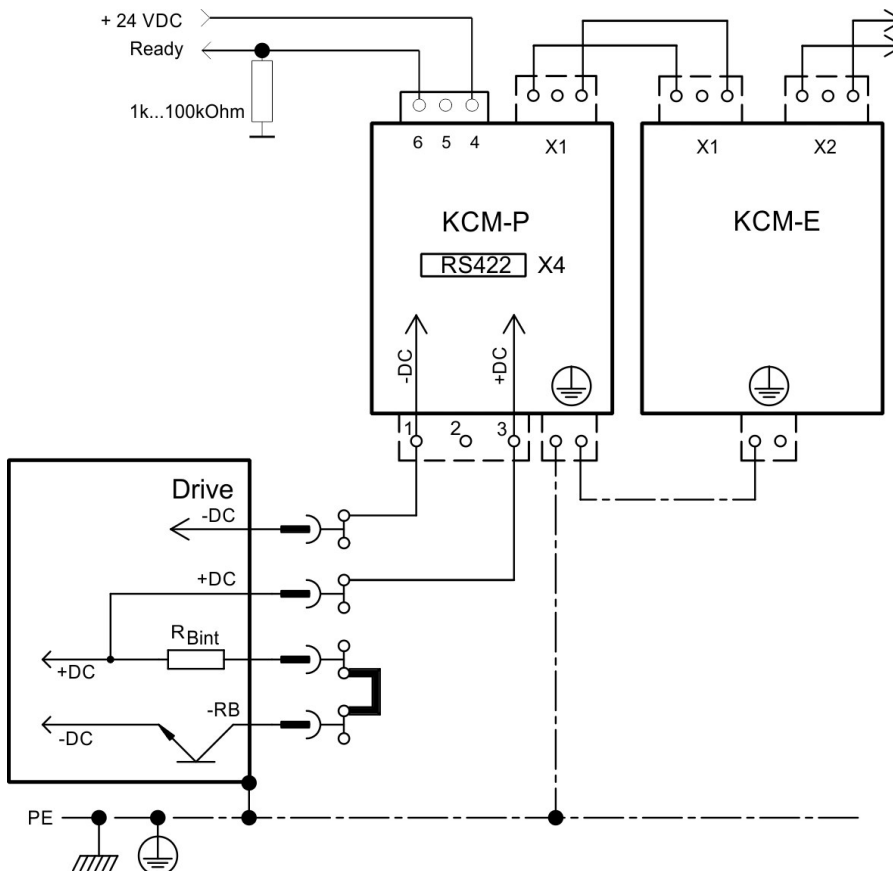 + 24 VDC
Ready
1k...100kOhm
6 5 4
X1
X1
X2
KCM-P
KCM-E
RS422 X4
-DC
+DC
1 2 3
Drive
-DC
+DC
RBint
+DC
-RB
-DC
PE